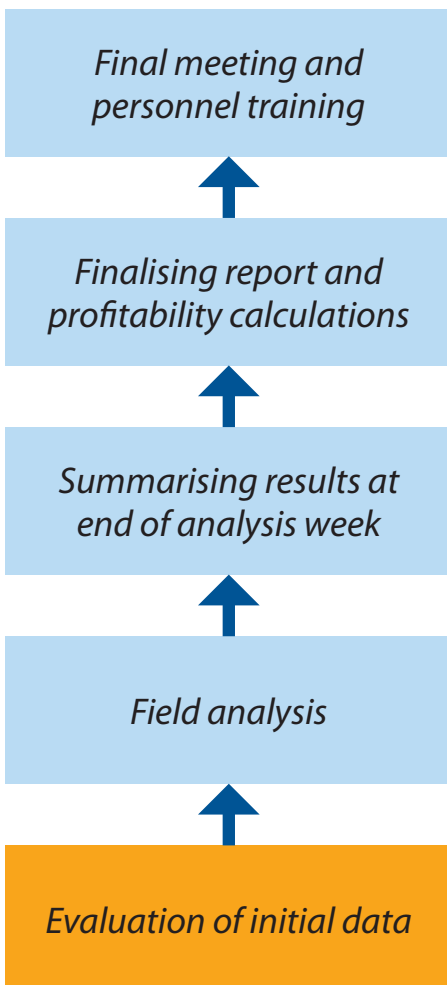 Final meeting and
personnel training
Finalising report and
profitability calculations
Summarising results at
end of analysis week
Field analysis
Evaluation of initial data